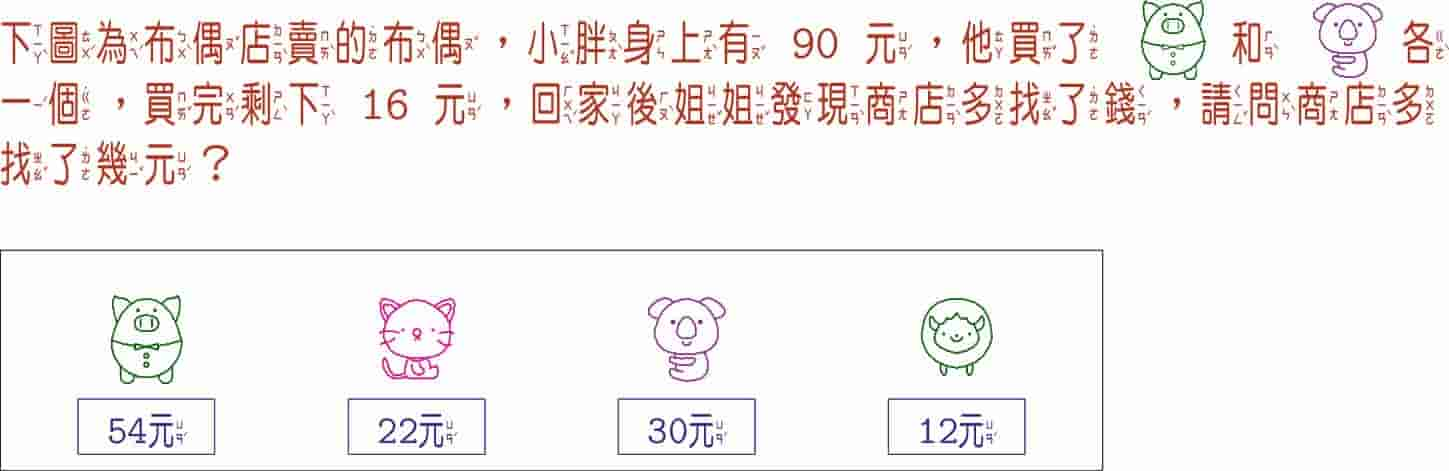 下圖為布偶店賣的布偶，小胖身上有 90 元，他買了 和 各
一個，買完剩下 16 元，回家後姐姐發現商店多找了錢，請問商店多
找了幾元？
54元 22元 30元 12元